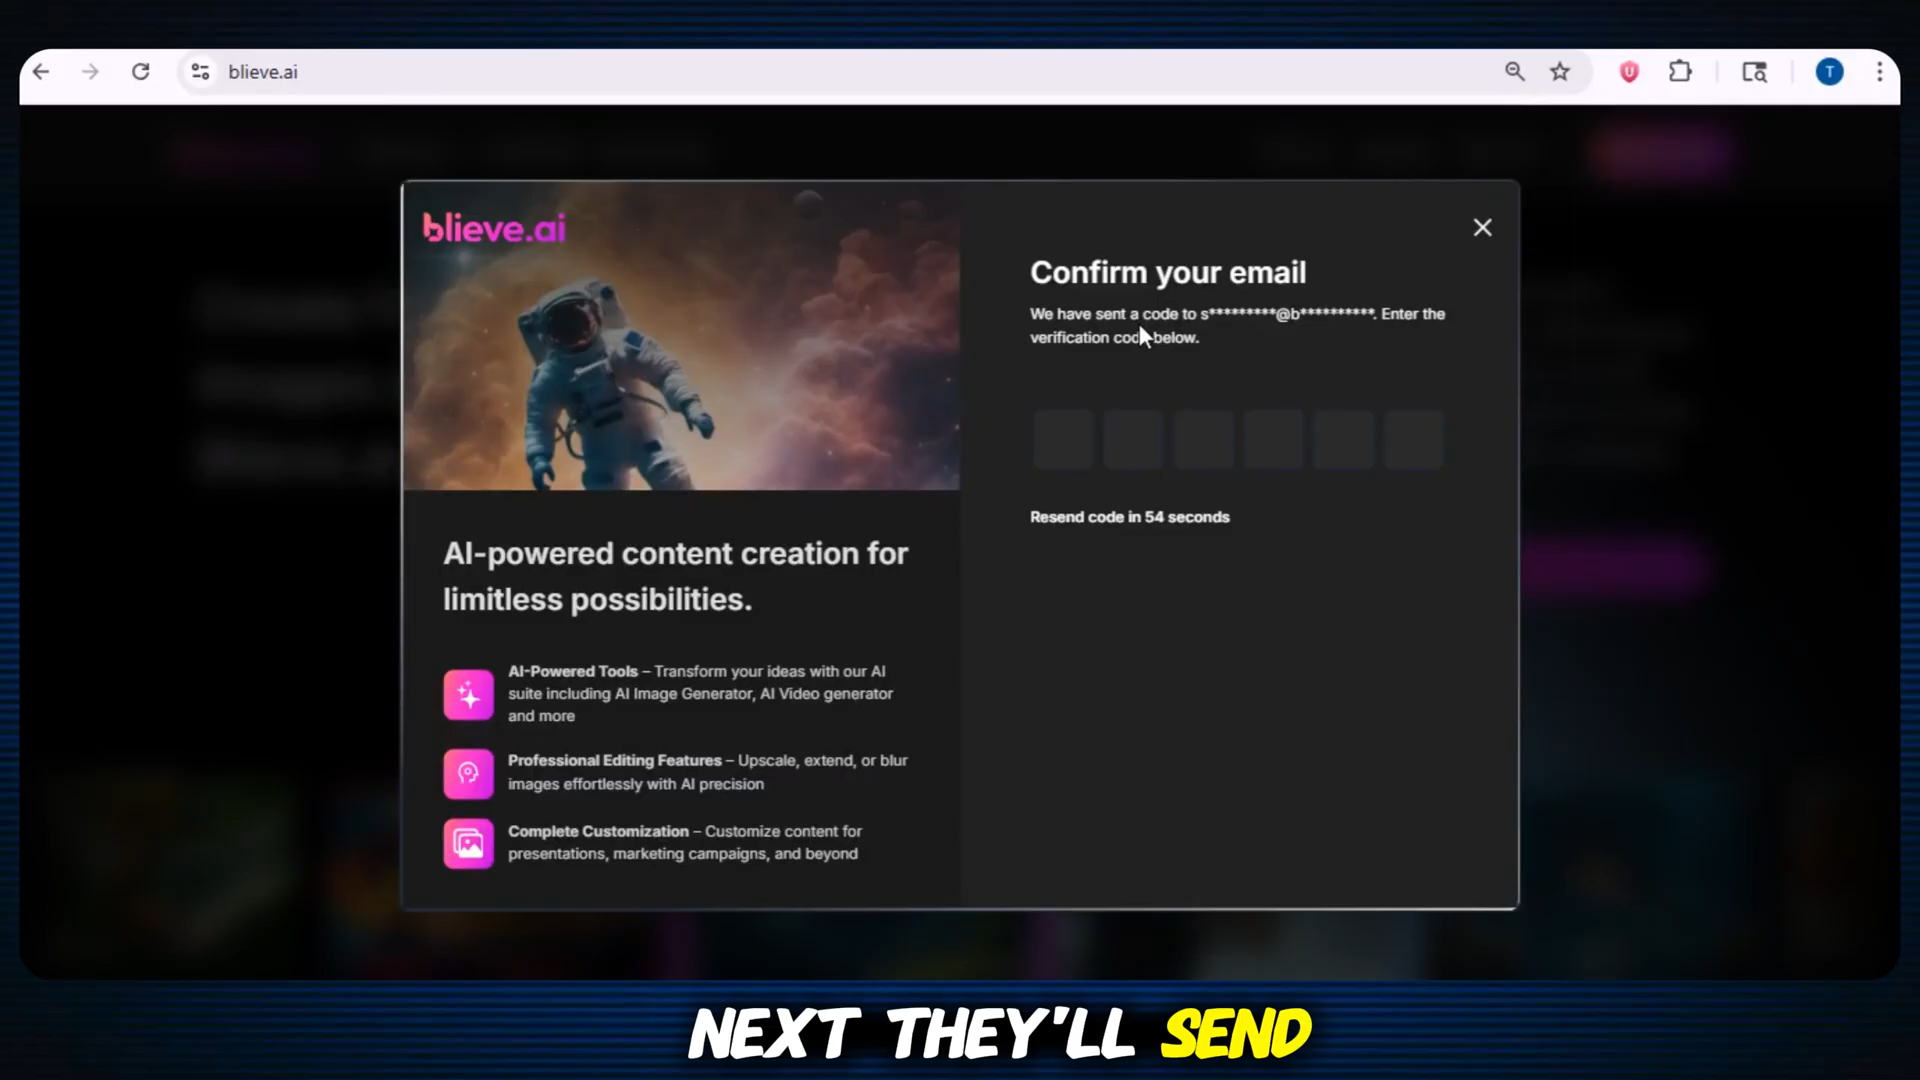 blieve.ai
T
blieve.ai
Confirm your email
We have sent a code to s*********@b**********. Enter the
verification code below.
Resend code in 54 seconds
AI-powered content creation for
limitless possibilities.
AI-Powered Tools – Transform your ideas with our AI
suite including AI Image Generator, AI Video generator
and more
Professional Editing Features – Upscale, extend, or blur
images effortlessly with AI precision
Complete Customization – Customize content for
presentations, marketing campaigns, and beyond
NEXT THEY'LL SEND